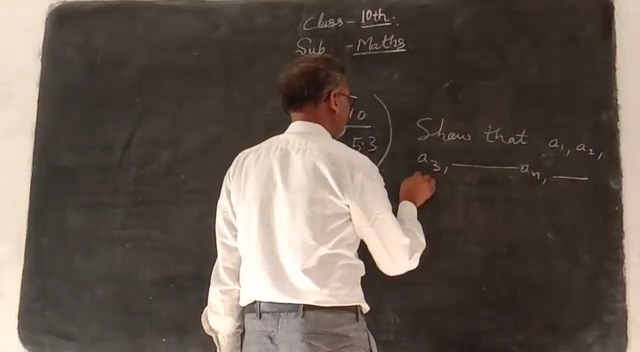 Class - 10th :-
Sub - Maths
10
5.3
Show that a1, a2,
a3, ——— an, ——